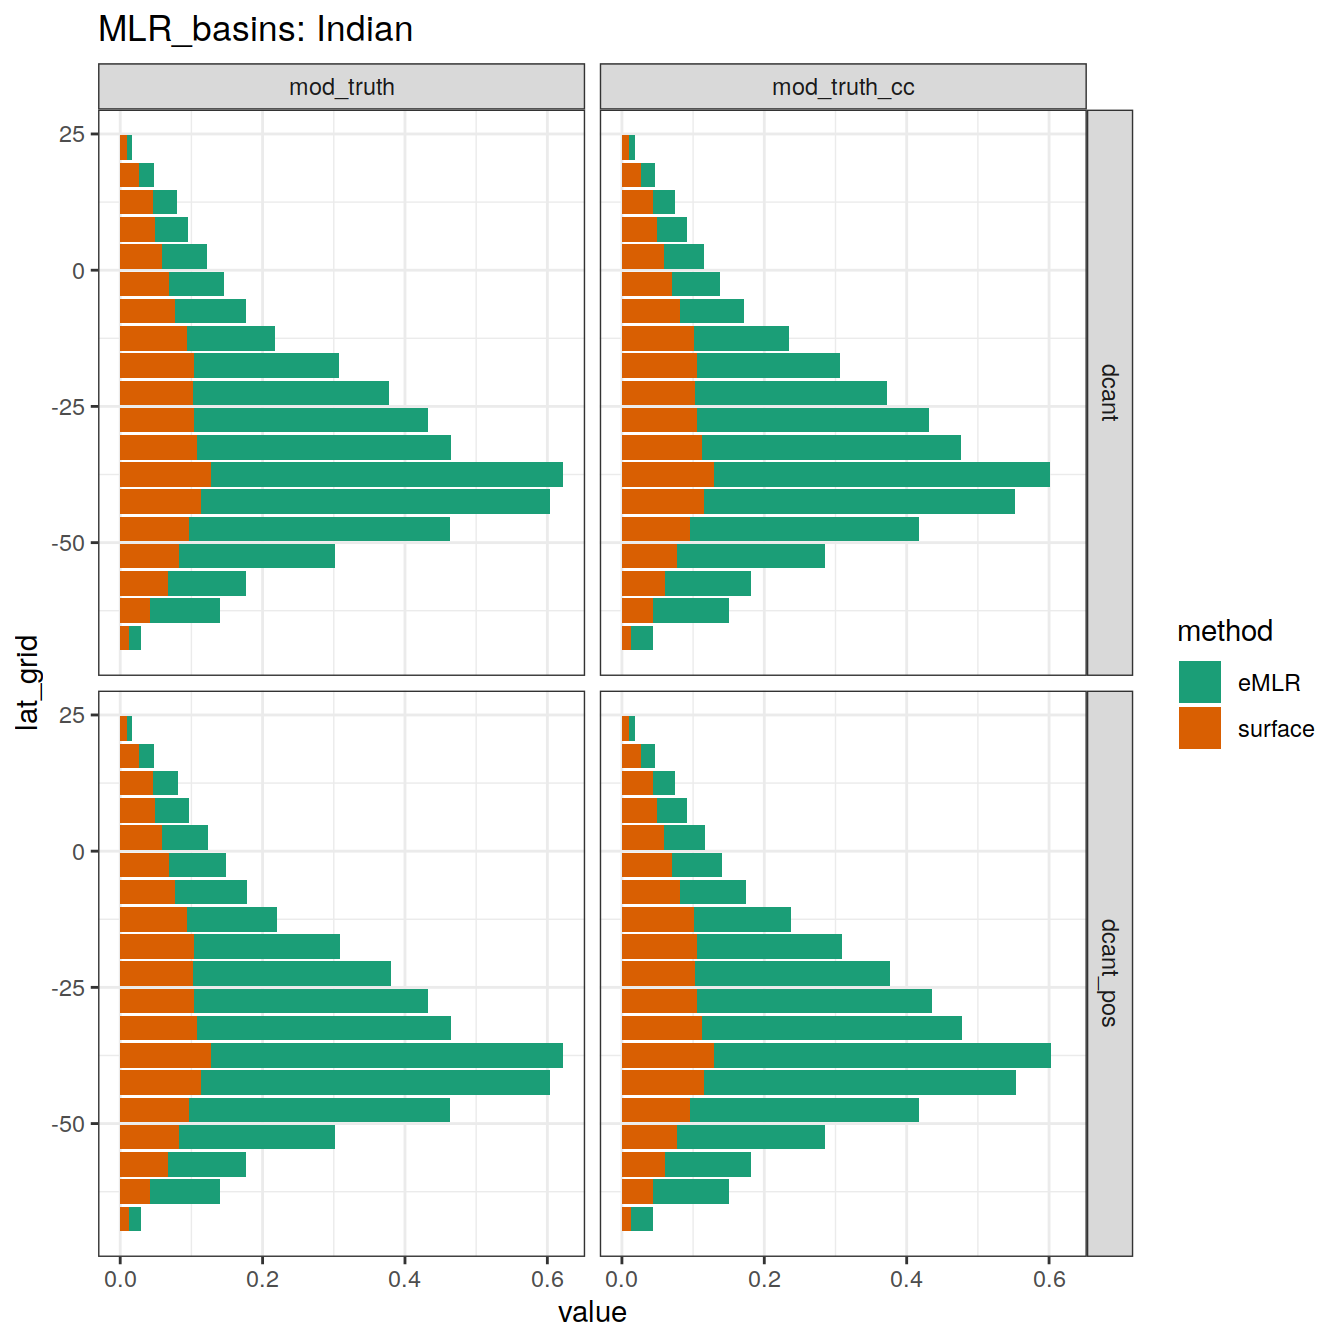 MLR_basins: Indian
mod_truth
mod_truth_cc
25
0
-25
-50
dcant
25
0
-25
-50
dcant_pos
lat_grid
0.0
0.2
0.4
0.6
0.0
0.2
0.4
0.6
value
method
eMLR
surface